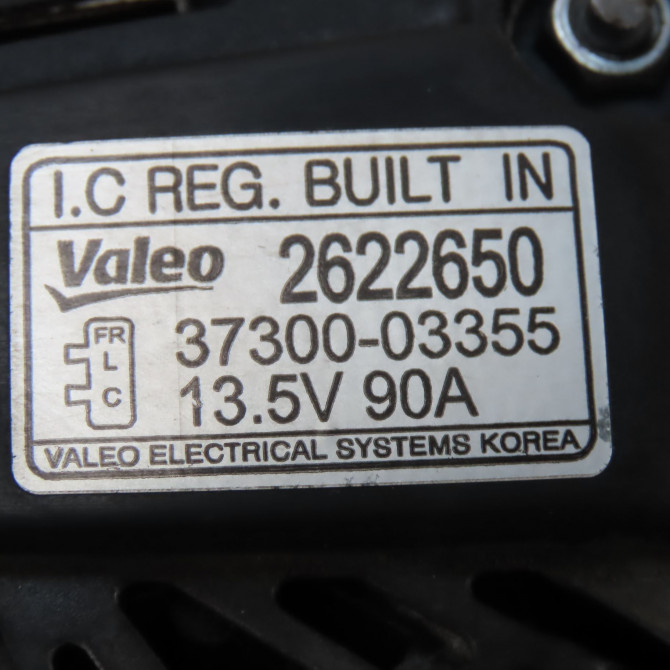 I.C REG. BUILT IN
Valeo 2622650
FR 37300-03355
L
C 13.5V 90A
VALEO ELECTRICAL SYSTEMS KOREA